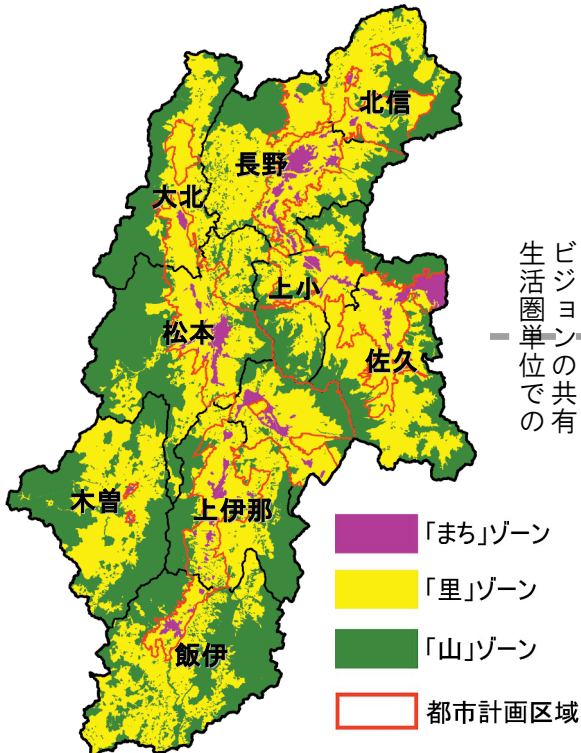 北信
長野
大北
上小
松本
佐久
木曽
上伊那
飯伊
「まち」ゾーン
「里」ゾーン
「山」ゾーン
都市計画区域
ビジョンの共有
生活圏単位での